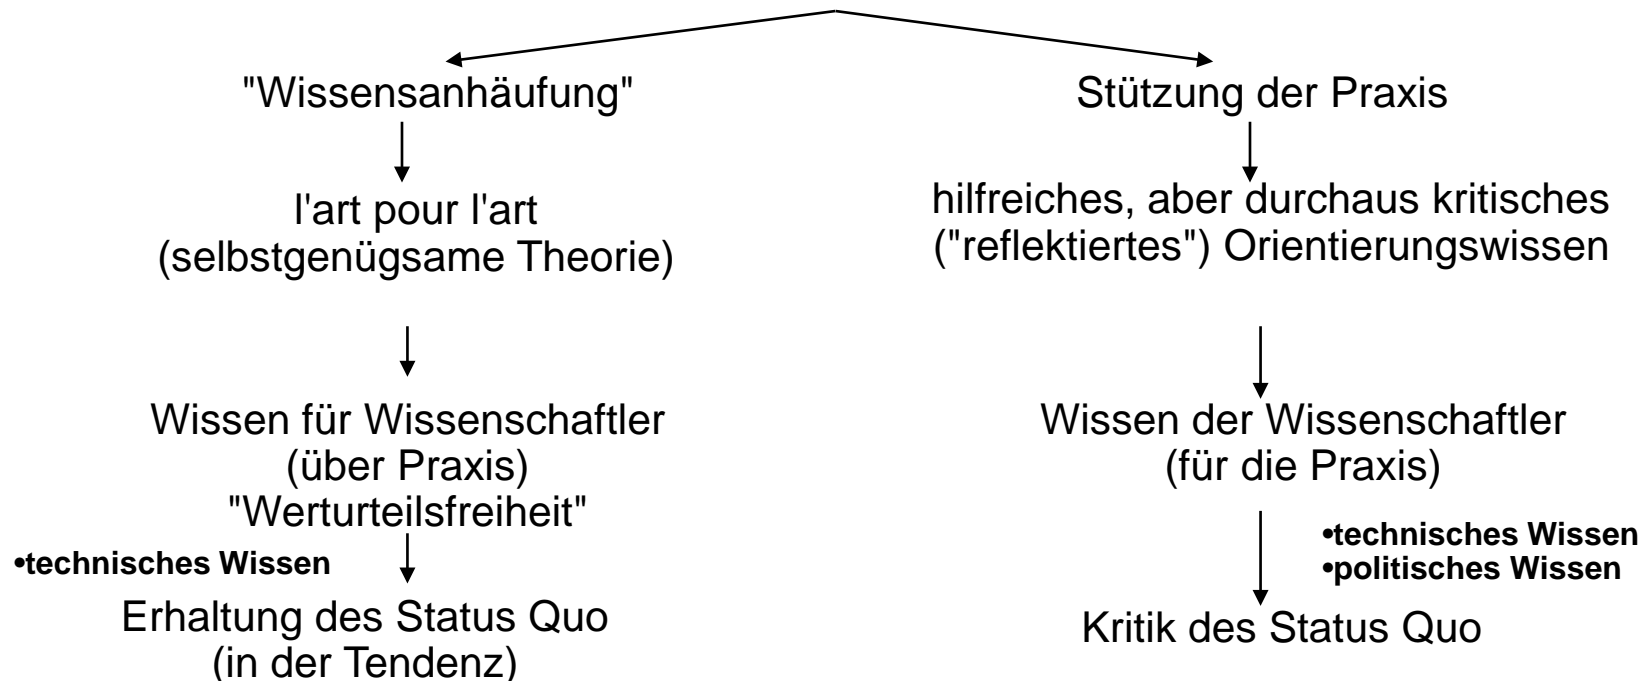 "Wissensanhäufung"
l'art pour l'art
(selbstgenügsame Theorie)
Wissen für Wissenschaftler
(über Praxis)
"Werturteilsfreiheit"
•technisches Wissen
Erhaltung des Status Quo
(in der Tendenz)
Stützung der Praxis
hilfreiches, aber durchaus kritisches
("reflektiertes") Orientierungswissen
Wissen der Wissenschaftler
(für die Praxis)
•technisches Wissen
•politisches Wissen
Kritik des Status Quo